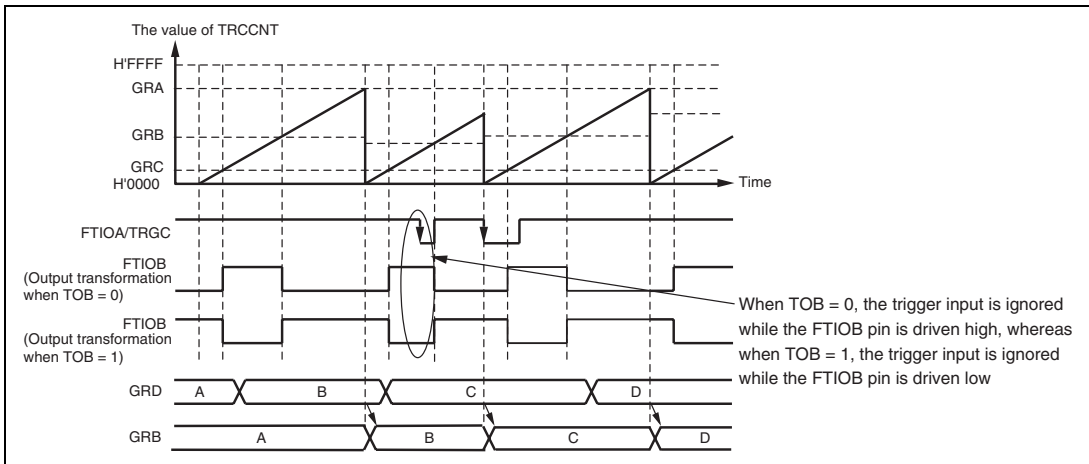 The value of TRCCNT
H'FFFF
GRA
GRB
GRC
H'0000
Time
FTIOA/TRGC
FTIOB
(Output transformation
when TOB = 0)
FTIOB
(Output transformation
when TOB = 1)
When TOB = 0, the trigger input is ignored
while the FTIOB pin is driven high, whereas
when TOB = 1, the trigger input is ignored
while the FTIOB pin is driven low
GRD A B C D
GRB A B C D